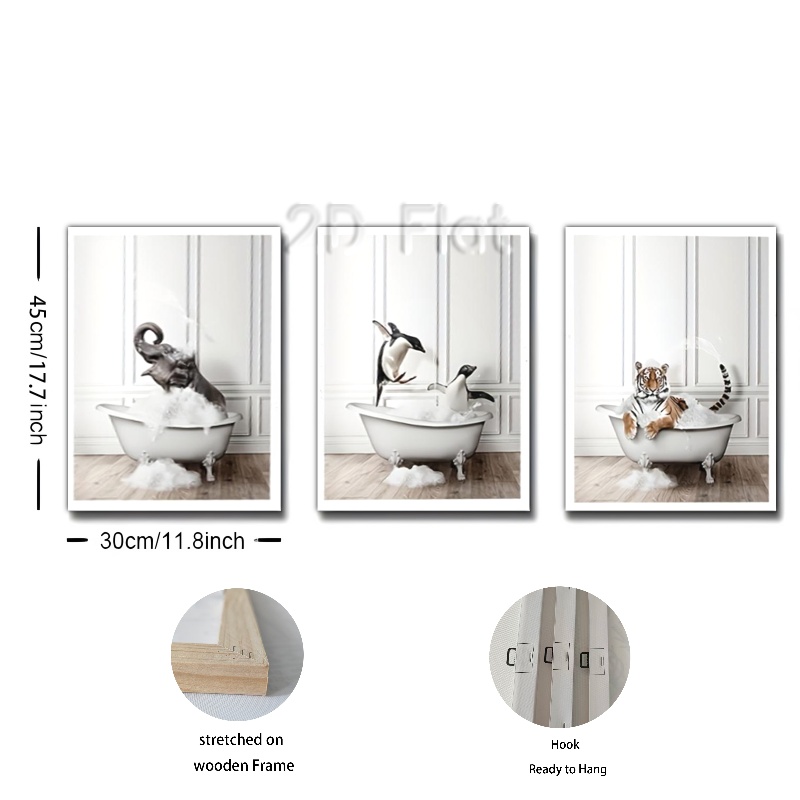 2D Flat
45cm/17.7inch
30cm/11.8inch
stretched on
wooden Frame
Hook
Ready to Hang